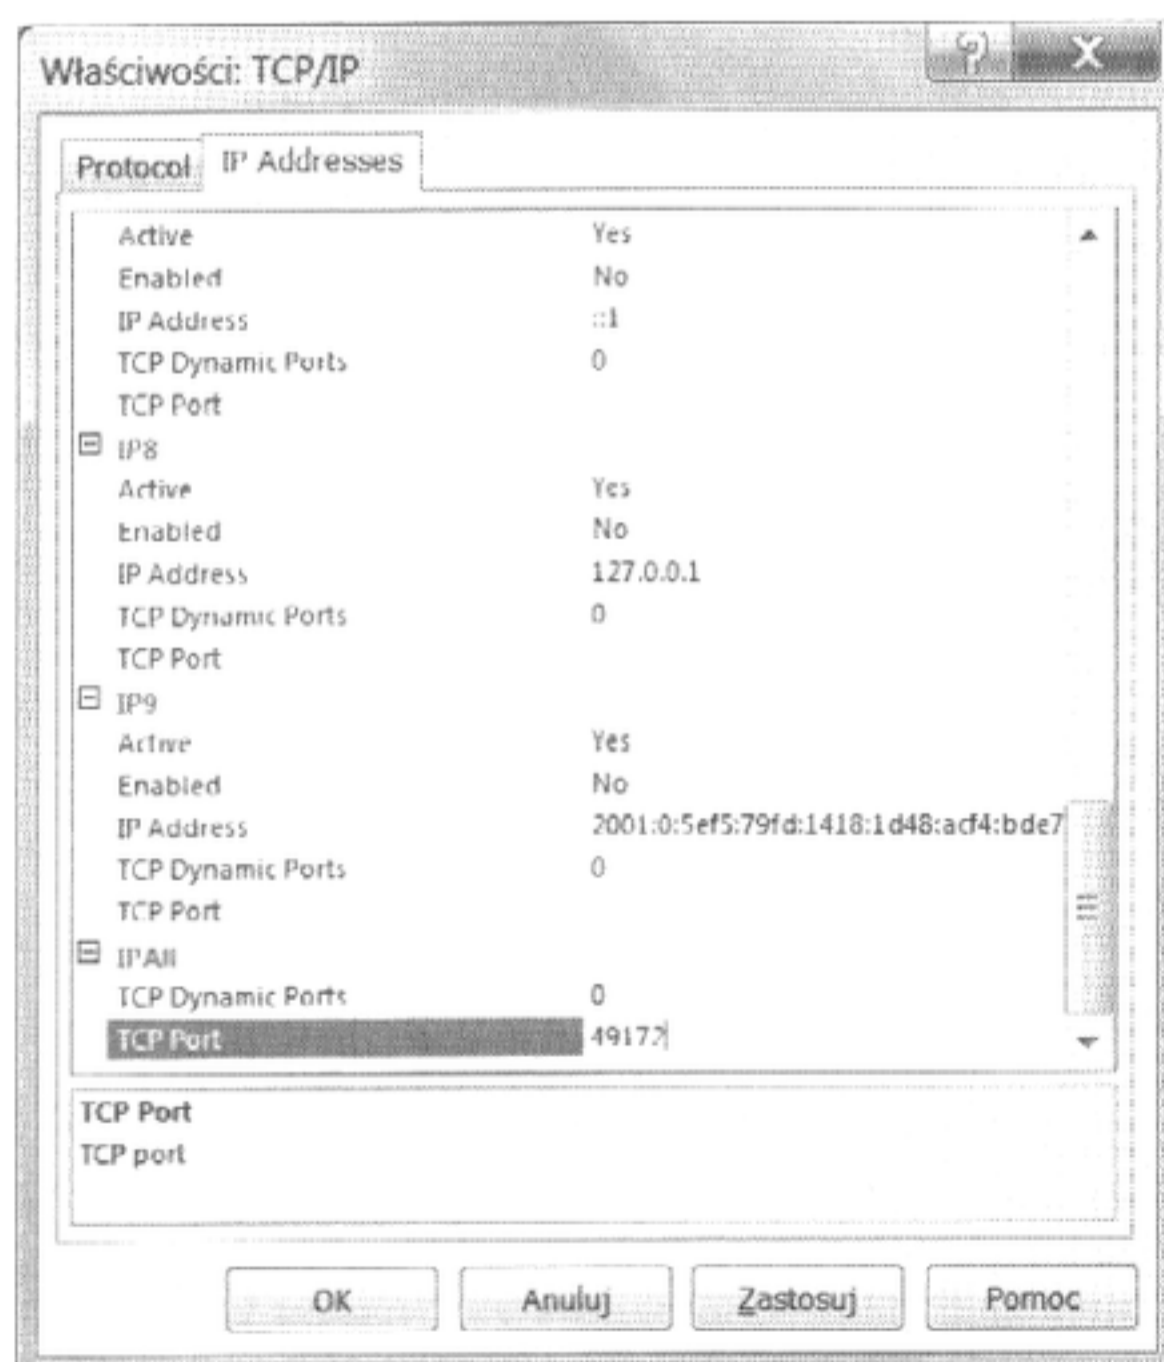 Właściwości: TCP/IP
Protocol IP Addresses
Active Yes
Enabled No
IP Address ::1
TCP Dynamic Ports 0
TCP Port
IP8
Active Yes
Enabled No
IP Address 127.0.0.1
TCP Dynamic Ports 0
TCP Port
IP9
Active Yes
Enabled No
IP Address 2001:0:5ef5:79fd:1418:1d48:acf4:bde7
TCP Dynamic Ports 0
TCP Port
IPAll
TCP Dynamic Ports 0
TCP Port 49172
TCP Port
TCP port
OK Anuluj Zastosuj Pomoc